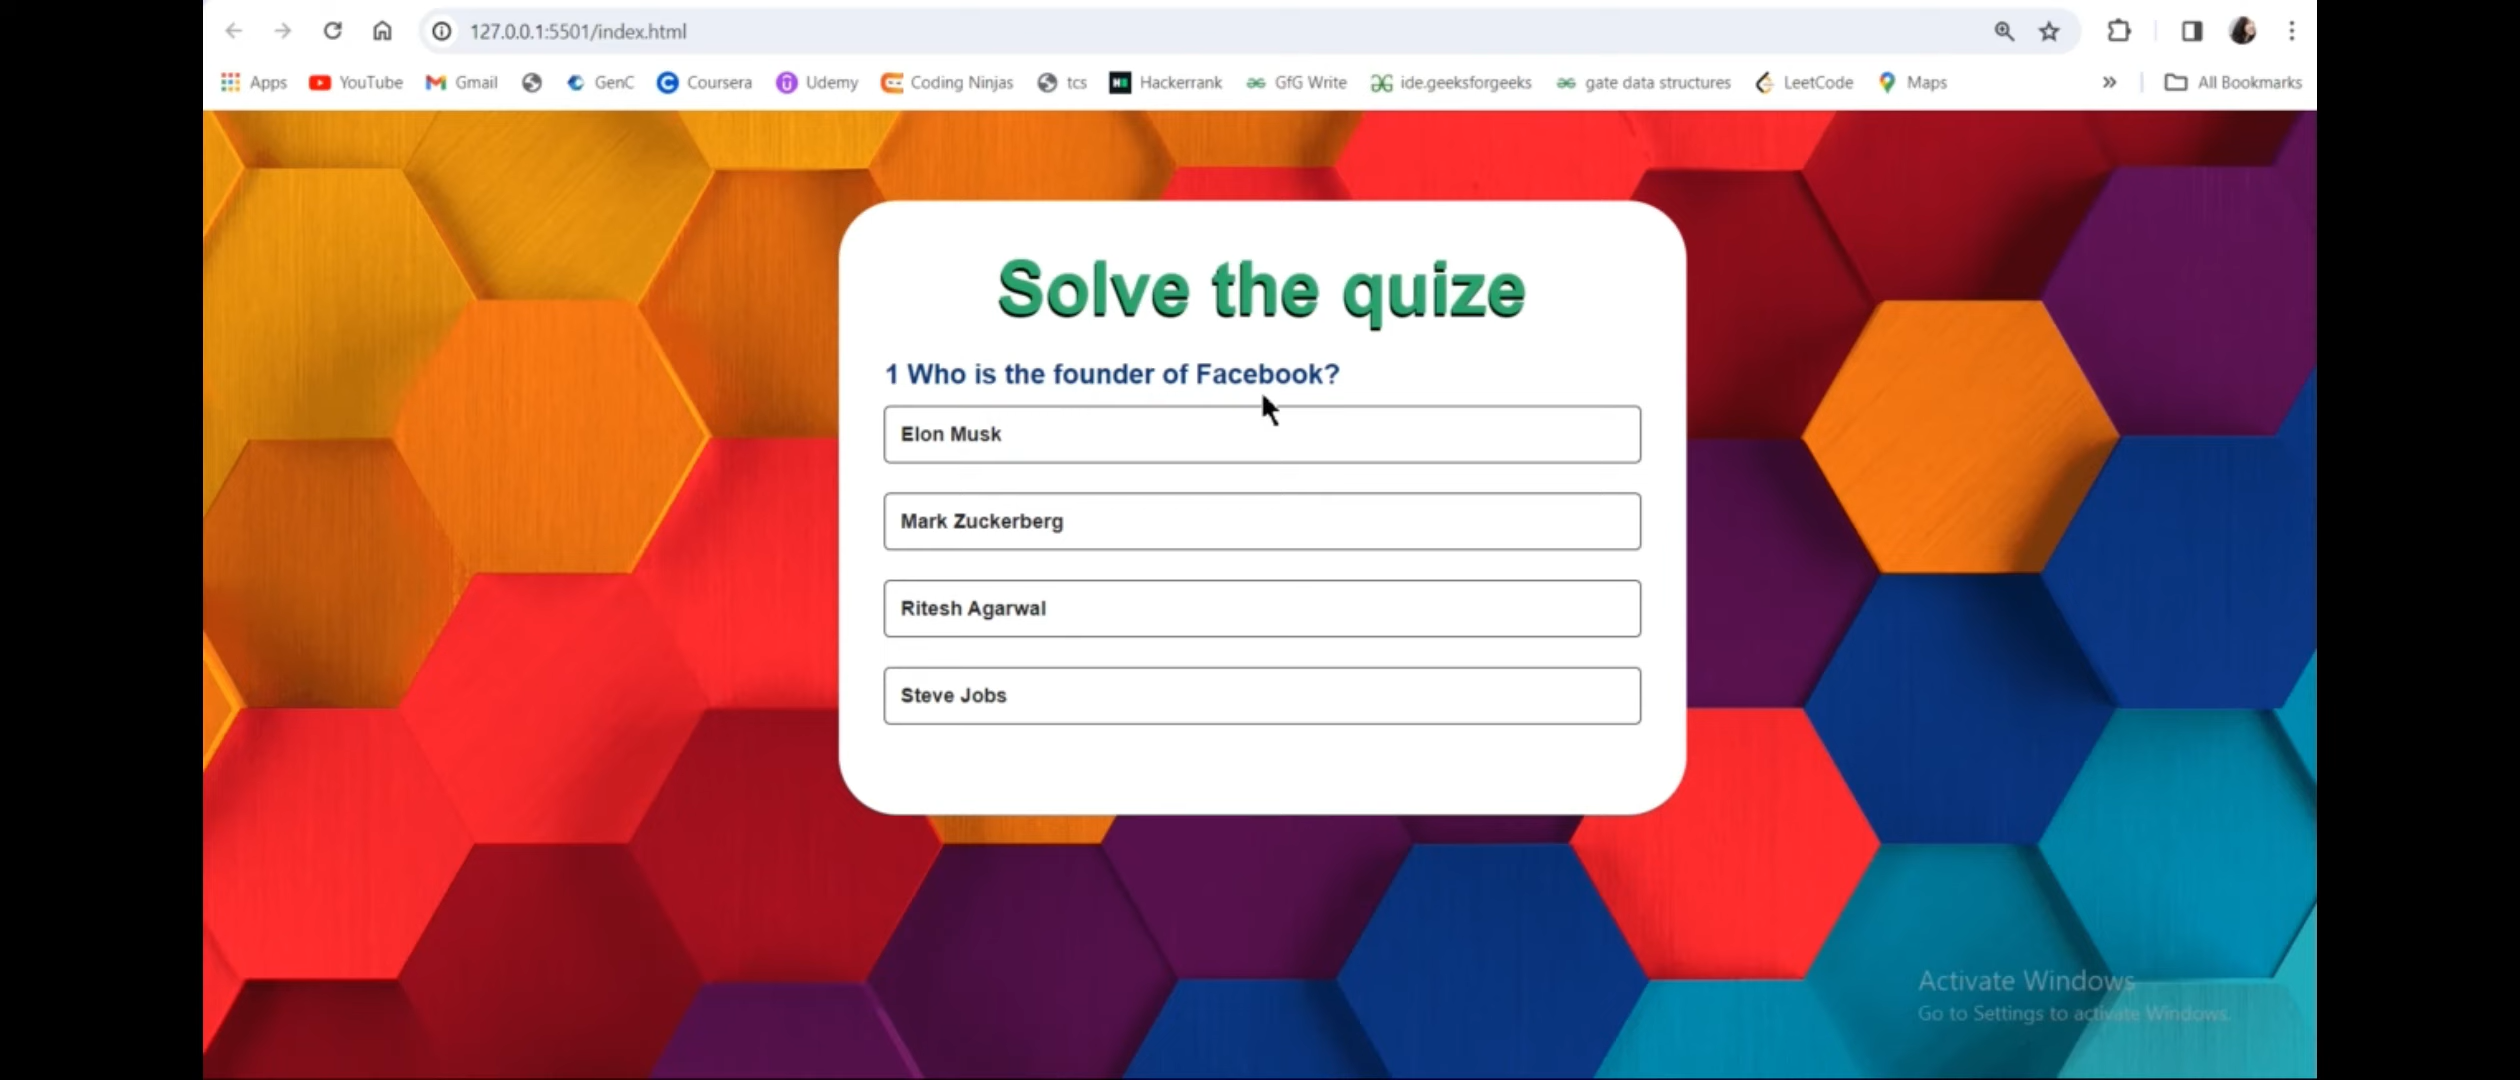 127.0.0.1:5501/index.html
Apps YouTube Gmail GenC Coursera Udemy Coding Ninjas tcs Hackerrank GfG Write ide.geeksforgeeks gate data structures LeetCode Maps » All Bookmarks
Solve the quize
1 Who is the founder of Facebook?
Elon Musk
Mark Zuckerberg
Ritesh Agarwal
Steve Jobs
Activate Windows
Go to Settings to activate Windows.